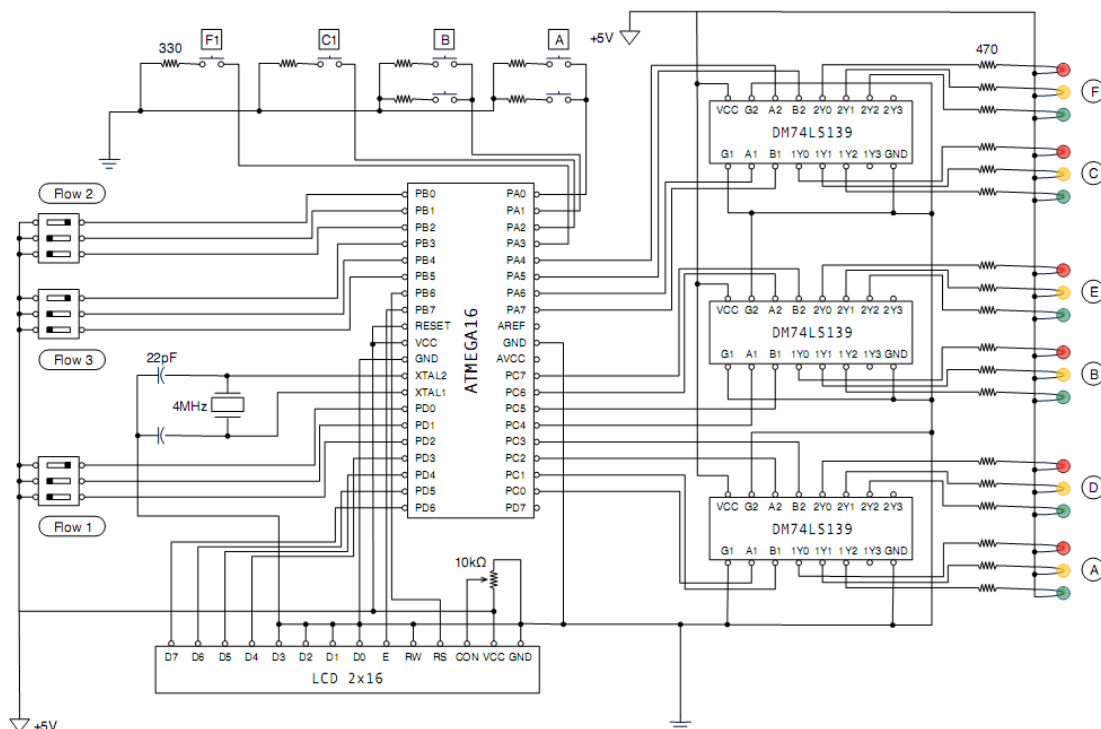 +5V
330 F1 C1 B A
470
F
VCC G2 A2 B2 2Y0 2Y1 2Y2 2Y3
DM74LS139
G1 A1 B1 1Y0 1Y1 1Y2 1Y3 GND
C
Flow 2
Flow 3
22pF
4MHz
Flow 1
PB0 PA0
PB1 PA1
PB2 PA2
PB3 PA3
PB4 PA4
PB5 PA5
PB6 PA6
PB7 PA7
RESET AREF
VCC GND
GND AVCC
XTAL2 PC7
XTAL1 PC6
PD0 PC5
PD1 PC4
PD2 PC3
PD3 PC2
PD4 PC1
PD5 PC0
PD6 PD7
ATMEGA16
E
VCC G2 A2 B2 2Y0 2Y1 2Y2 2Y3
DM74LS139
G1 A1 B1 1Y0 1Y1 1Y2 1Y3 GND
B
D
VCC G2 A2 B2 2Y0 2Y1 2Y2 2Y3
DM74LS139
G1 A1 B1 1Y0 1Y1 1Y2 1Y3 GND
A
10kΩ
D7 D6 D5 D4 D3 D2 D1 D0 E RW RS CON VCC GND
LCD 2x16
+5V